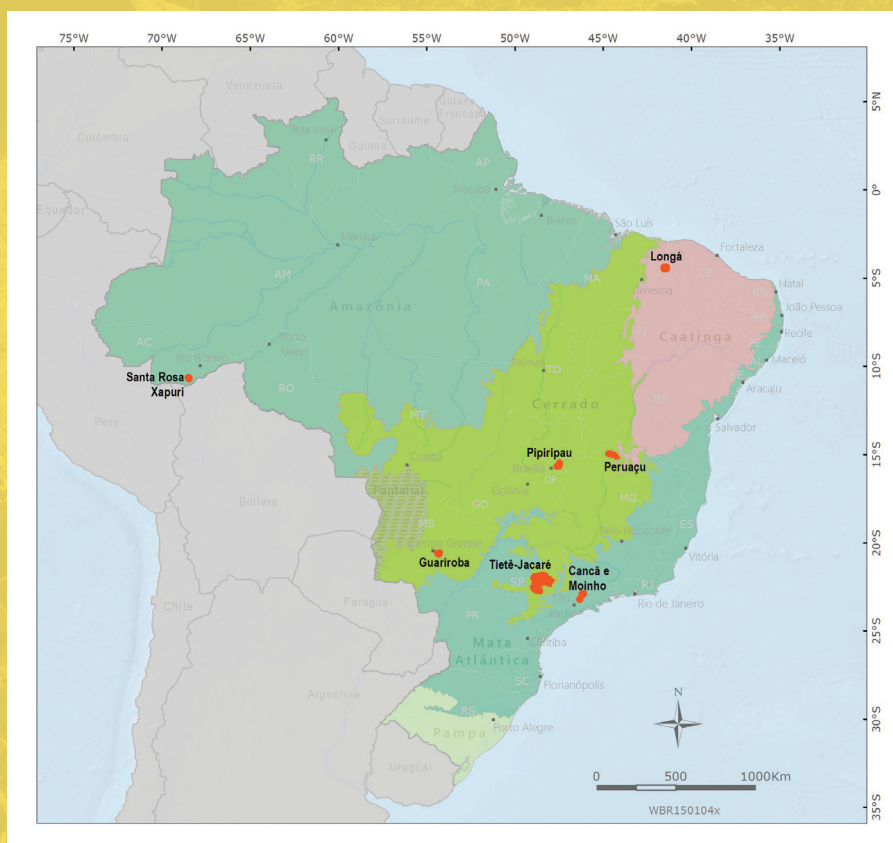 75°W 70°W 65°W 60°W 55°W 50°W 45°W 40°W 35°W
5°N
0°
5°S
10°S
15°S
20°S
25°S
30°S
35°S
Venezuela
Colômbia
Guiana
Suriname
Guiana
Francesa
Equador
Peru
Bolívia
Chile
Paraguai
Argentina
Uruguai
Boa Vista
RR
AP
Macapá
Belém
São Luís
Manaus
AM
PA
MA
Amazônia
Longá
Fortaleza
CE
Teresina
RN
Natal
João Pessoa
PB
Recife
PI
Caatinga
Maceió
Aracaju
AC
Rio Branco
Porto
Velho
Santa Rosa
Xapuri
RO
Palmas
TO
Cerrado
BA
Salvador
MT
Cuiabá
Pantanal
Pipiripau
Brasília
DF
Goiânia
GO
Peruaçu
MG
MS
Campo Grande
Guariroba
Belo Horizonte
ES
Vitória
Tietê-Jacaré
SP
Cancã e
Moinho
RJ
Rio de Janeiro
PR
Curitiba
Mata
Atlântica
SC
Florianópolis
RS
Porto Alegre
Pampa
N
0 500 1000Km
WBR150104x